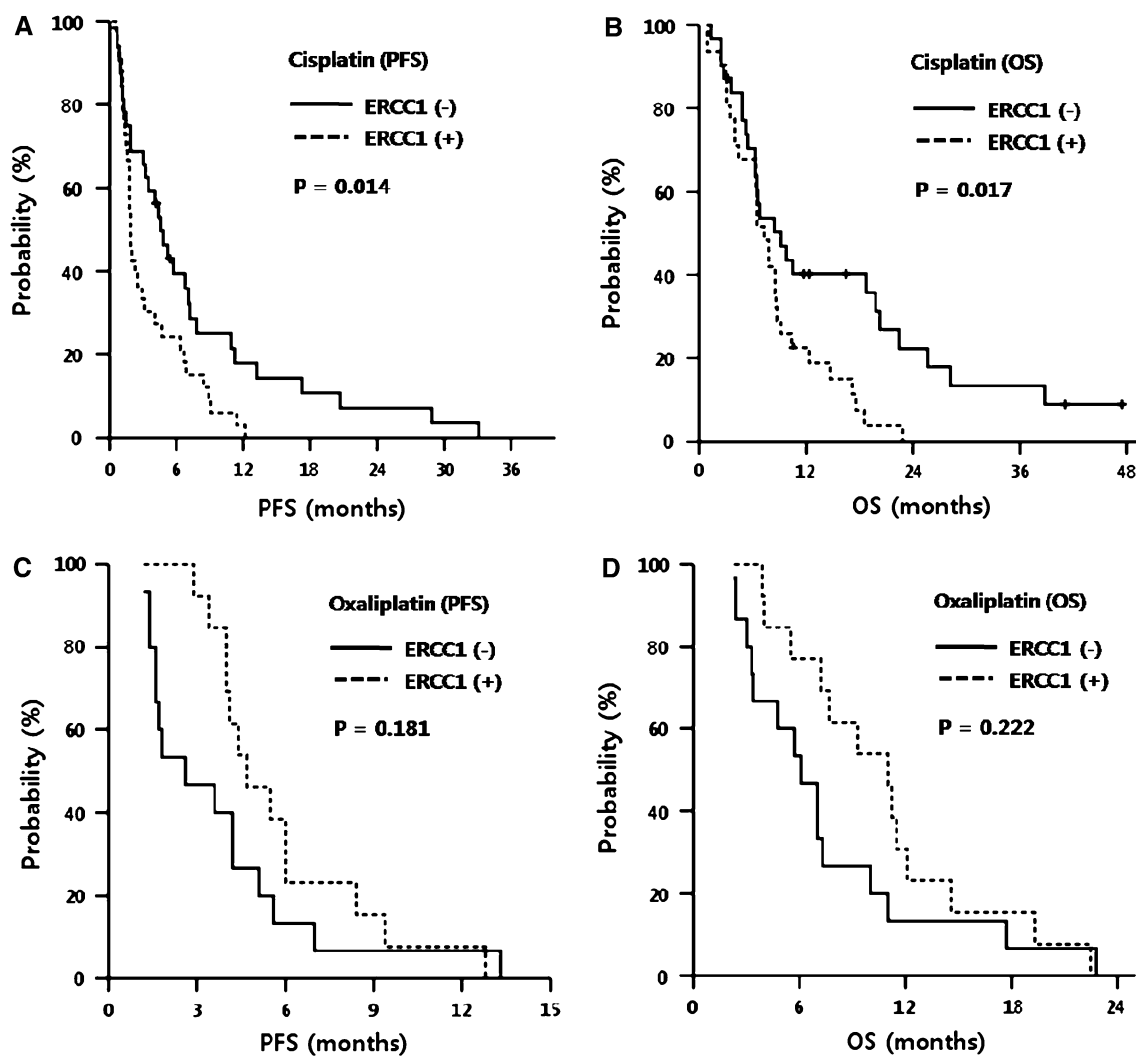 A
100
80
60
40
20
0
Probability (%)
Cisplatin (PFS)
ERCC1 (-)
ERCC1 (+)
P = 0.014
0 6 12 18 24 30 36
PFS (months)
B
100
80
60
40
20
0
Probability (%)
Cisplatin (OS)
ERCC1 (-)
ERCC1 (+)
P = 0.017
0 12 24 36 48
OS (months)
C
100
80
60
40
20
0
Probability (%)
Oxaliplatin (PFS)
ERCC1 (-)
ERCC1 (+)
P = 0.181
0 3 6 9 12 15
PFS (months)
D
100
80
60
40
20
0
Probability (%)
Oxaliplatin (OS)
ERCC1 (-)
ERCC1 (+)
P = 0.222
0 6 12 18 24
OS (months)